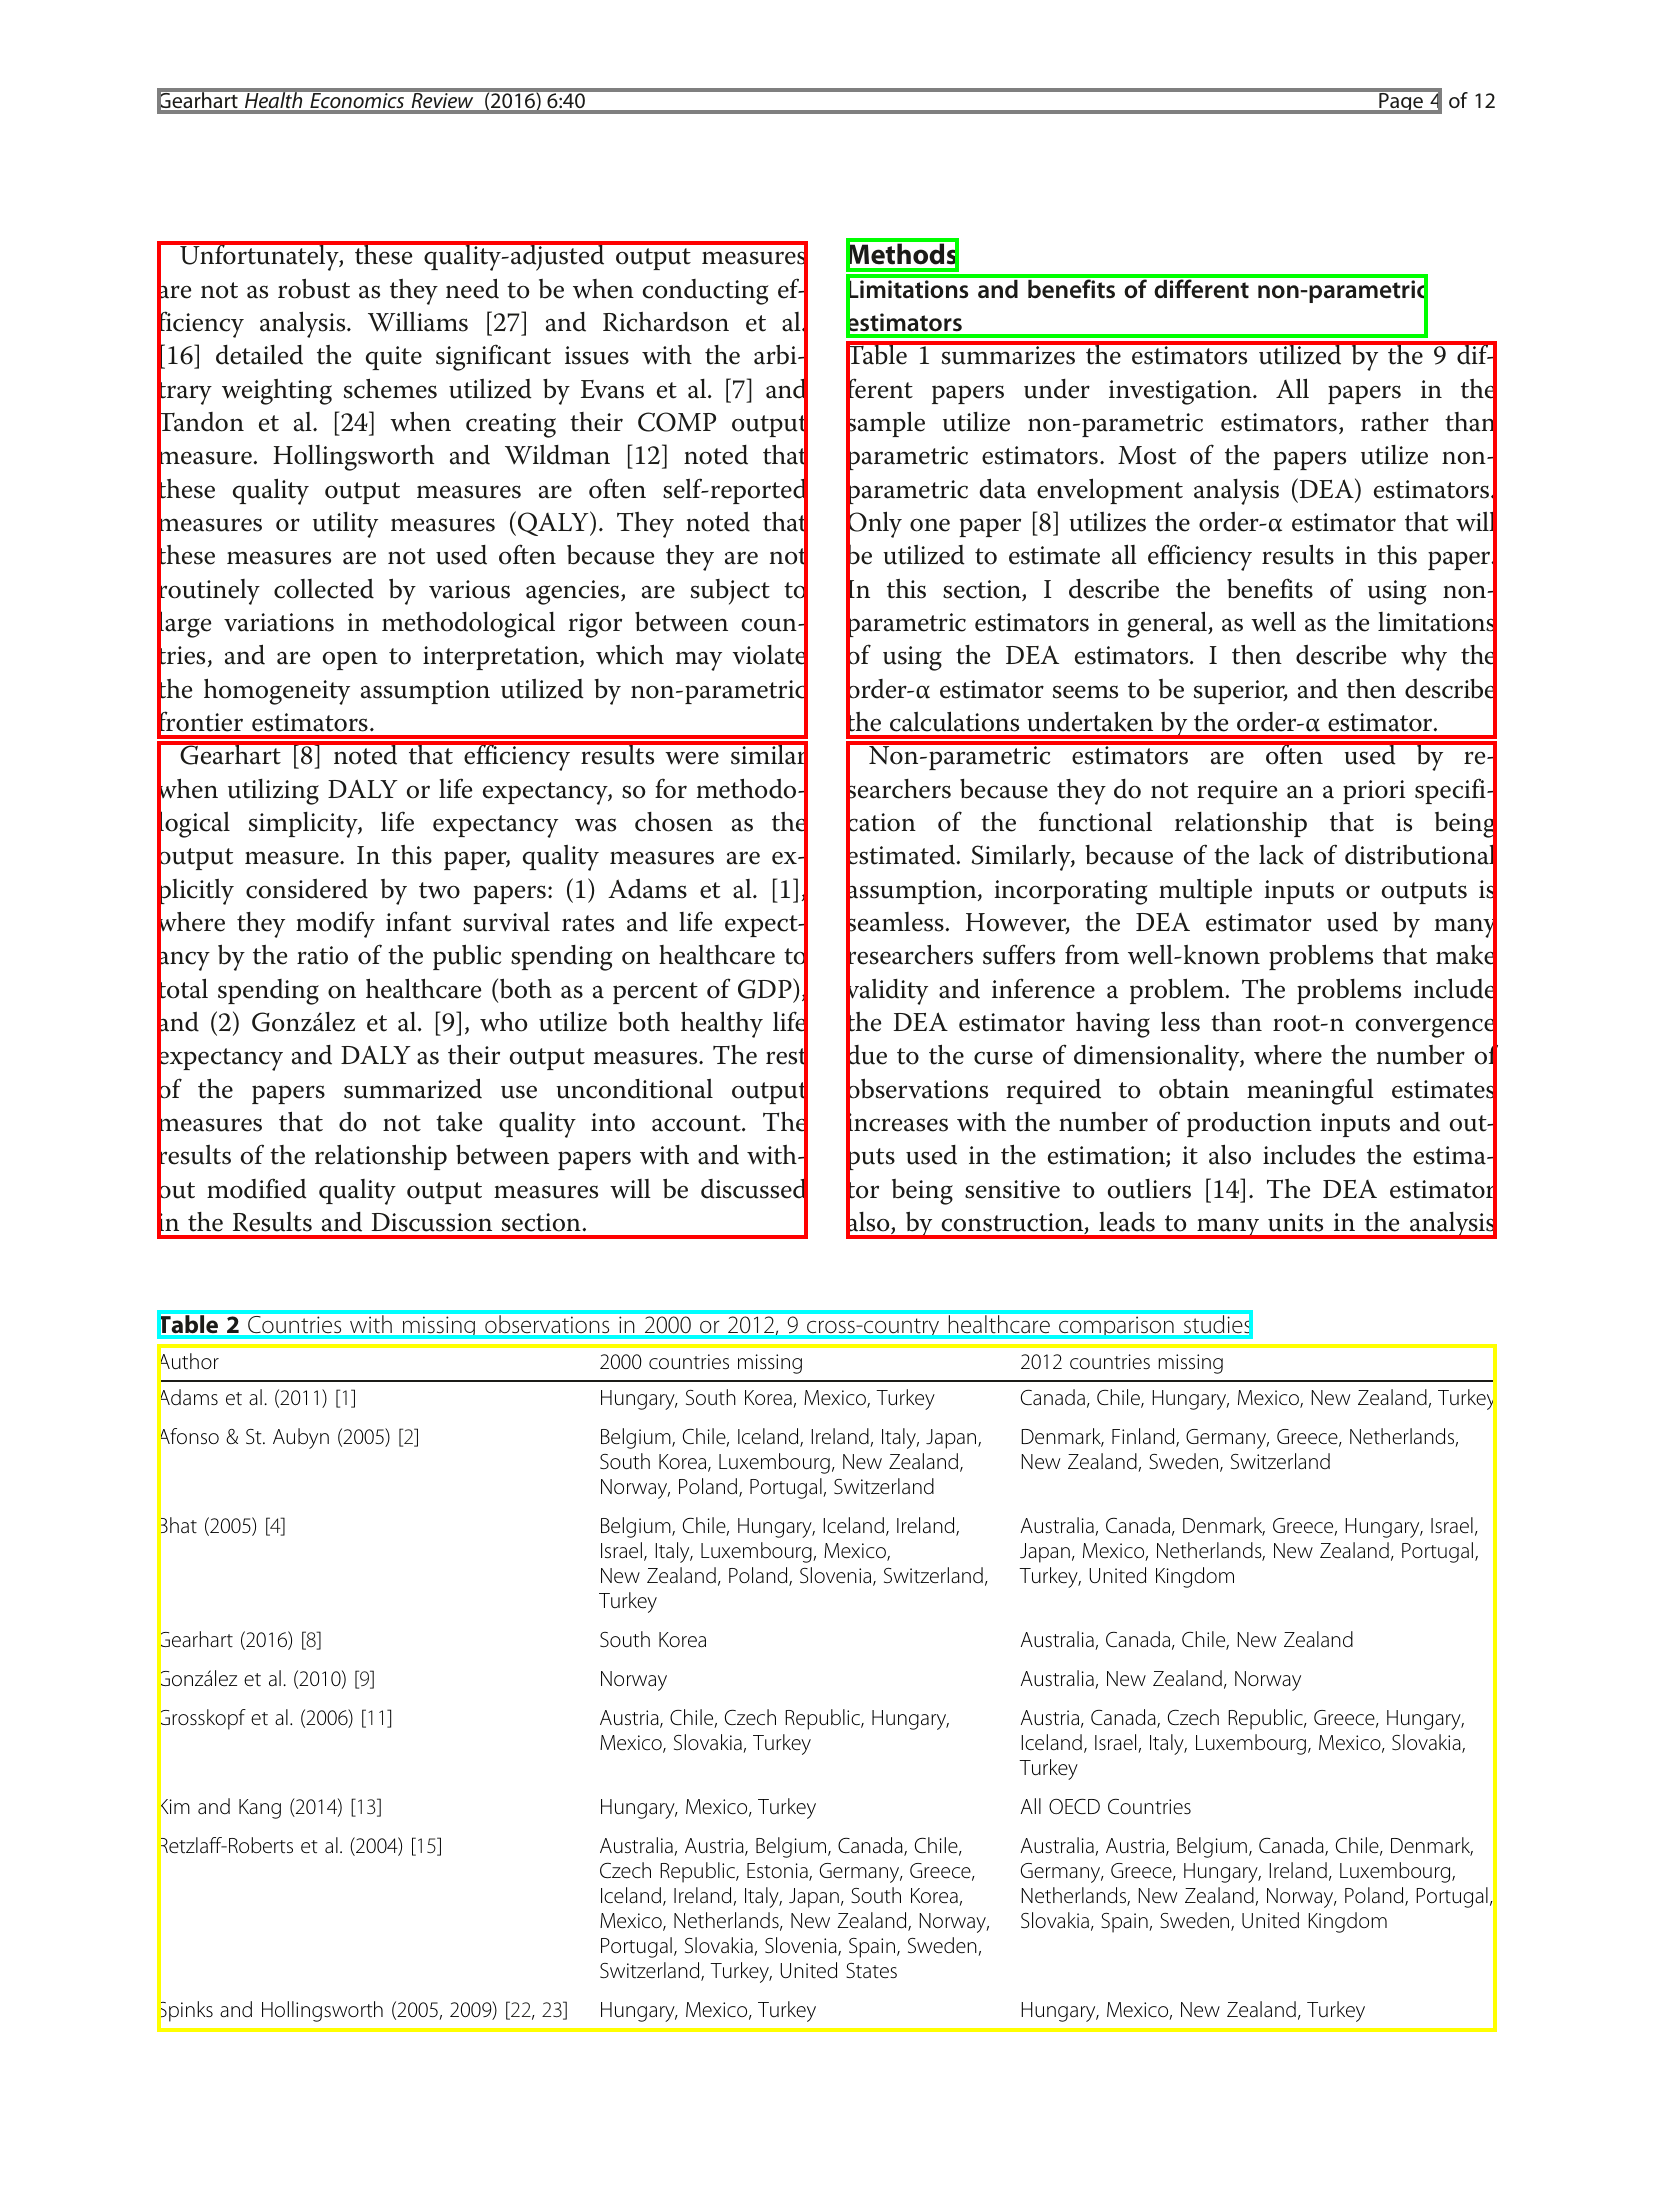 Gearhart Health Economics Review (2016) 6:40 Page 4 of 12
Unfortunately, these quality-adjusted output measures
are not as robust as they need to be when conducting ef-
ficiency analysis. Williams [27] and Richardson et al.
[16] detailed the quite significant issues with the arbi-
trary weighting schemes utilized by Evans et al. [7] and
Tandon et al. [24] when creating their COMP output
measure. Hollingsworth and Wildman [12] noted that
these quality output measures are often self-reported
measures or utility measures (QALY). They noted that
these measures are not used often because they are not
routinely collected by various agencies, are subject to
large variations in methodological rigor between coun-
tries, and are open to interpretation, which may violate
the homogeneity assumption utilized by non-parametric
frontier estimators.
Gearhart [8] noted that efficiency results were similar
when utilizing DALY or life expectancy, so for methodo-
logical simplicity, life expectancy was chosen as the
output measure. In this paper, quality measures are ex-
plicitly considered by two papers: (1) Adams et al. [1],
where they modify infant survival rates and life expect-
ancy by the ratio of the public spending on healthcare to
total spending on healthcare (both as a percent of GDP),
and (2) González et al. [9], who utilize both healthy life
expectancy and DALY as their output measures. The rest
of the papers summarized use unconditional output
measures that do not take quality into account. The
results of the relationship between papers with and with-
out modified quality output measures will be discussed
in the Results and Discussion section.
Methods
Limitations and benefits of different non-parametric
estimators
Table 1 summarizes the estimators utilized by the 9 dif-
ferent papers under investigation. All papers in the
sample utilize non-parametric estimators, rather than
parametric estimators. Most of the papers utilize non-
parametric data envelopment analysis (DEA) estimators.
Only one paper [8] utilizes the order-α estimator that will
be utilized to estimate all efficiency results in this paper.
In this section, I describe the benefits of using non-
parametric estimators in general, as well as the limitations
of using the DEA estimators. I then describe why the
order-α estimator seems to be superior, and then describe
the calculations undertaken by the order-α estimator.
Non-parametric estimators are often used by re-
searchers because they do not require an a priori specifi-
cation of the functional relationship that is being
estimated. Similarly, because of the lack of distributional
assumption, incorporating multiple inputs or outputs is
seamless. However, the DEA estimator used by many
researchers suffers from well-known problems that make
validity and inference a problem. The problems include
the DEA estimator having less than root-n convergence
due to the curse of dimensionality, where the number of
observations required to obtain meaningful estimates
increases with the number of production inputs and out-
puts used in the estimation; it also includes the estima-
tor being sensitive to outliers [14]. The DEA estimator
also, by construction, leads to many units in the analysis
Table 2 Countries with missing observations in 2000 or 2012, 9 cross-country healthcare comparison studies
Author 2000 countries missing 2012 countries missing
Adams et al. (2011) [1] Hungary, South Korea, Mexico, Turkey Canada, Chile, Hungary, Mexico, New Zealand, Turkey
Afonso & St. Aubyn (2005) [2] Belgium, Chile, Iceland, Ireland, Italy, Japan, Denmark, Finland, Germany, Greece, Netherlands,
South Korea, Luxembourg, New Zealand, New Zealand, Sweden, Switzerland
Norway, Poland, Portugal, Switzerland
Bhat (2005) [4] Belgium, Chile, Hungary, Iceland, Ireland, Australia, Canada, Denmark, Greece, Hungary, Israel,
Israel, Italy, Luxembourg, Mexico, Japan, Mexico, Netherlands, New Zealand, Portugal,
New Zealand, Poland, Slovenia, Switzerland, Turkey, United Kingdom
Turkey
Gearhart (2016) [8] South Korea Australia, Canada, Chile, New Zealand
González et al. (2010) [9] Norway Australia, New Zealand, Norway
Grosskopf et al. (2006) [11] Austria, Chile, Czech Republic, Hungary, Austria, Canada, Czech Republic, Greece, Hungary,
Mexico, Slovakia, Turkey Iceland, Israel, Italy, Luxembourg, Mexico, Slovakia,
Turkey
Kim and Kang (2014) [13] Hungary, Mexico, Turkey All OECD Countries
Retzlaff-Roberts et al. (2004) [15] Australia, Austria, Belgium, Canada, Chile, Australia, Austria, Belgium, Canada, Chile, Denmark,
Czech Republic, Estonia, Germany, Greece, Germany, Greece, Hungary, Ireland, Luxembourg,
Iceland, Ireland, Italy, Japan, South Korea, Netherlands, New Zealand, Norway, Poland, Portugal,
Mexico, Netherlands, New Zealand, Norway, Slovakia, Spain, Sweden, United Kingdom
Portugal, Slovakia, Slovenia, Spain, Sweden,
Switzerland, Turkey, United States
Spinks and Hollingsworth (2005, 2009) [22, 23] Hungary, Mexico, Turkey Hungary, Mexico, New Zealand, Turkey